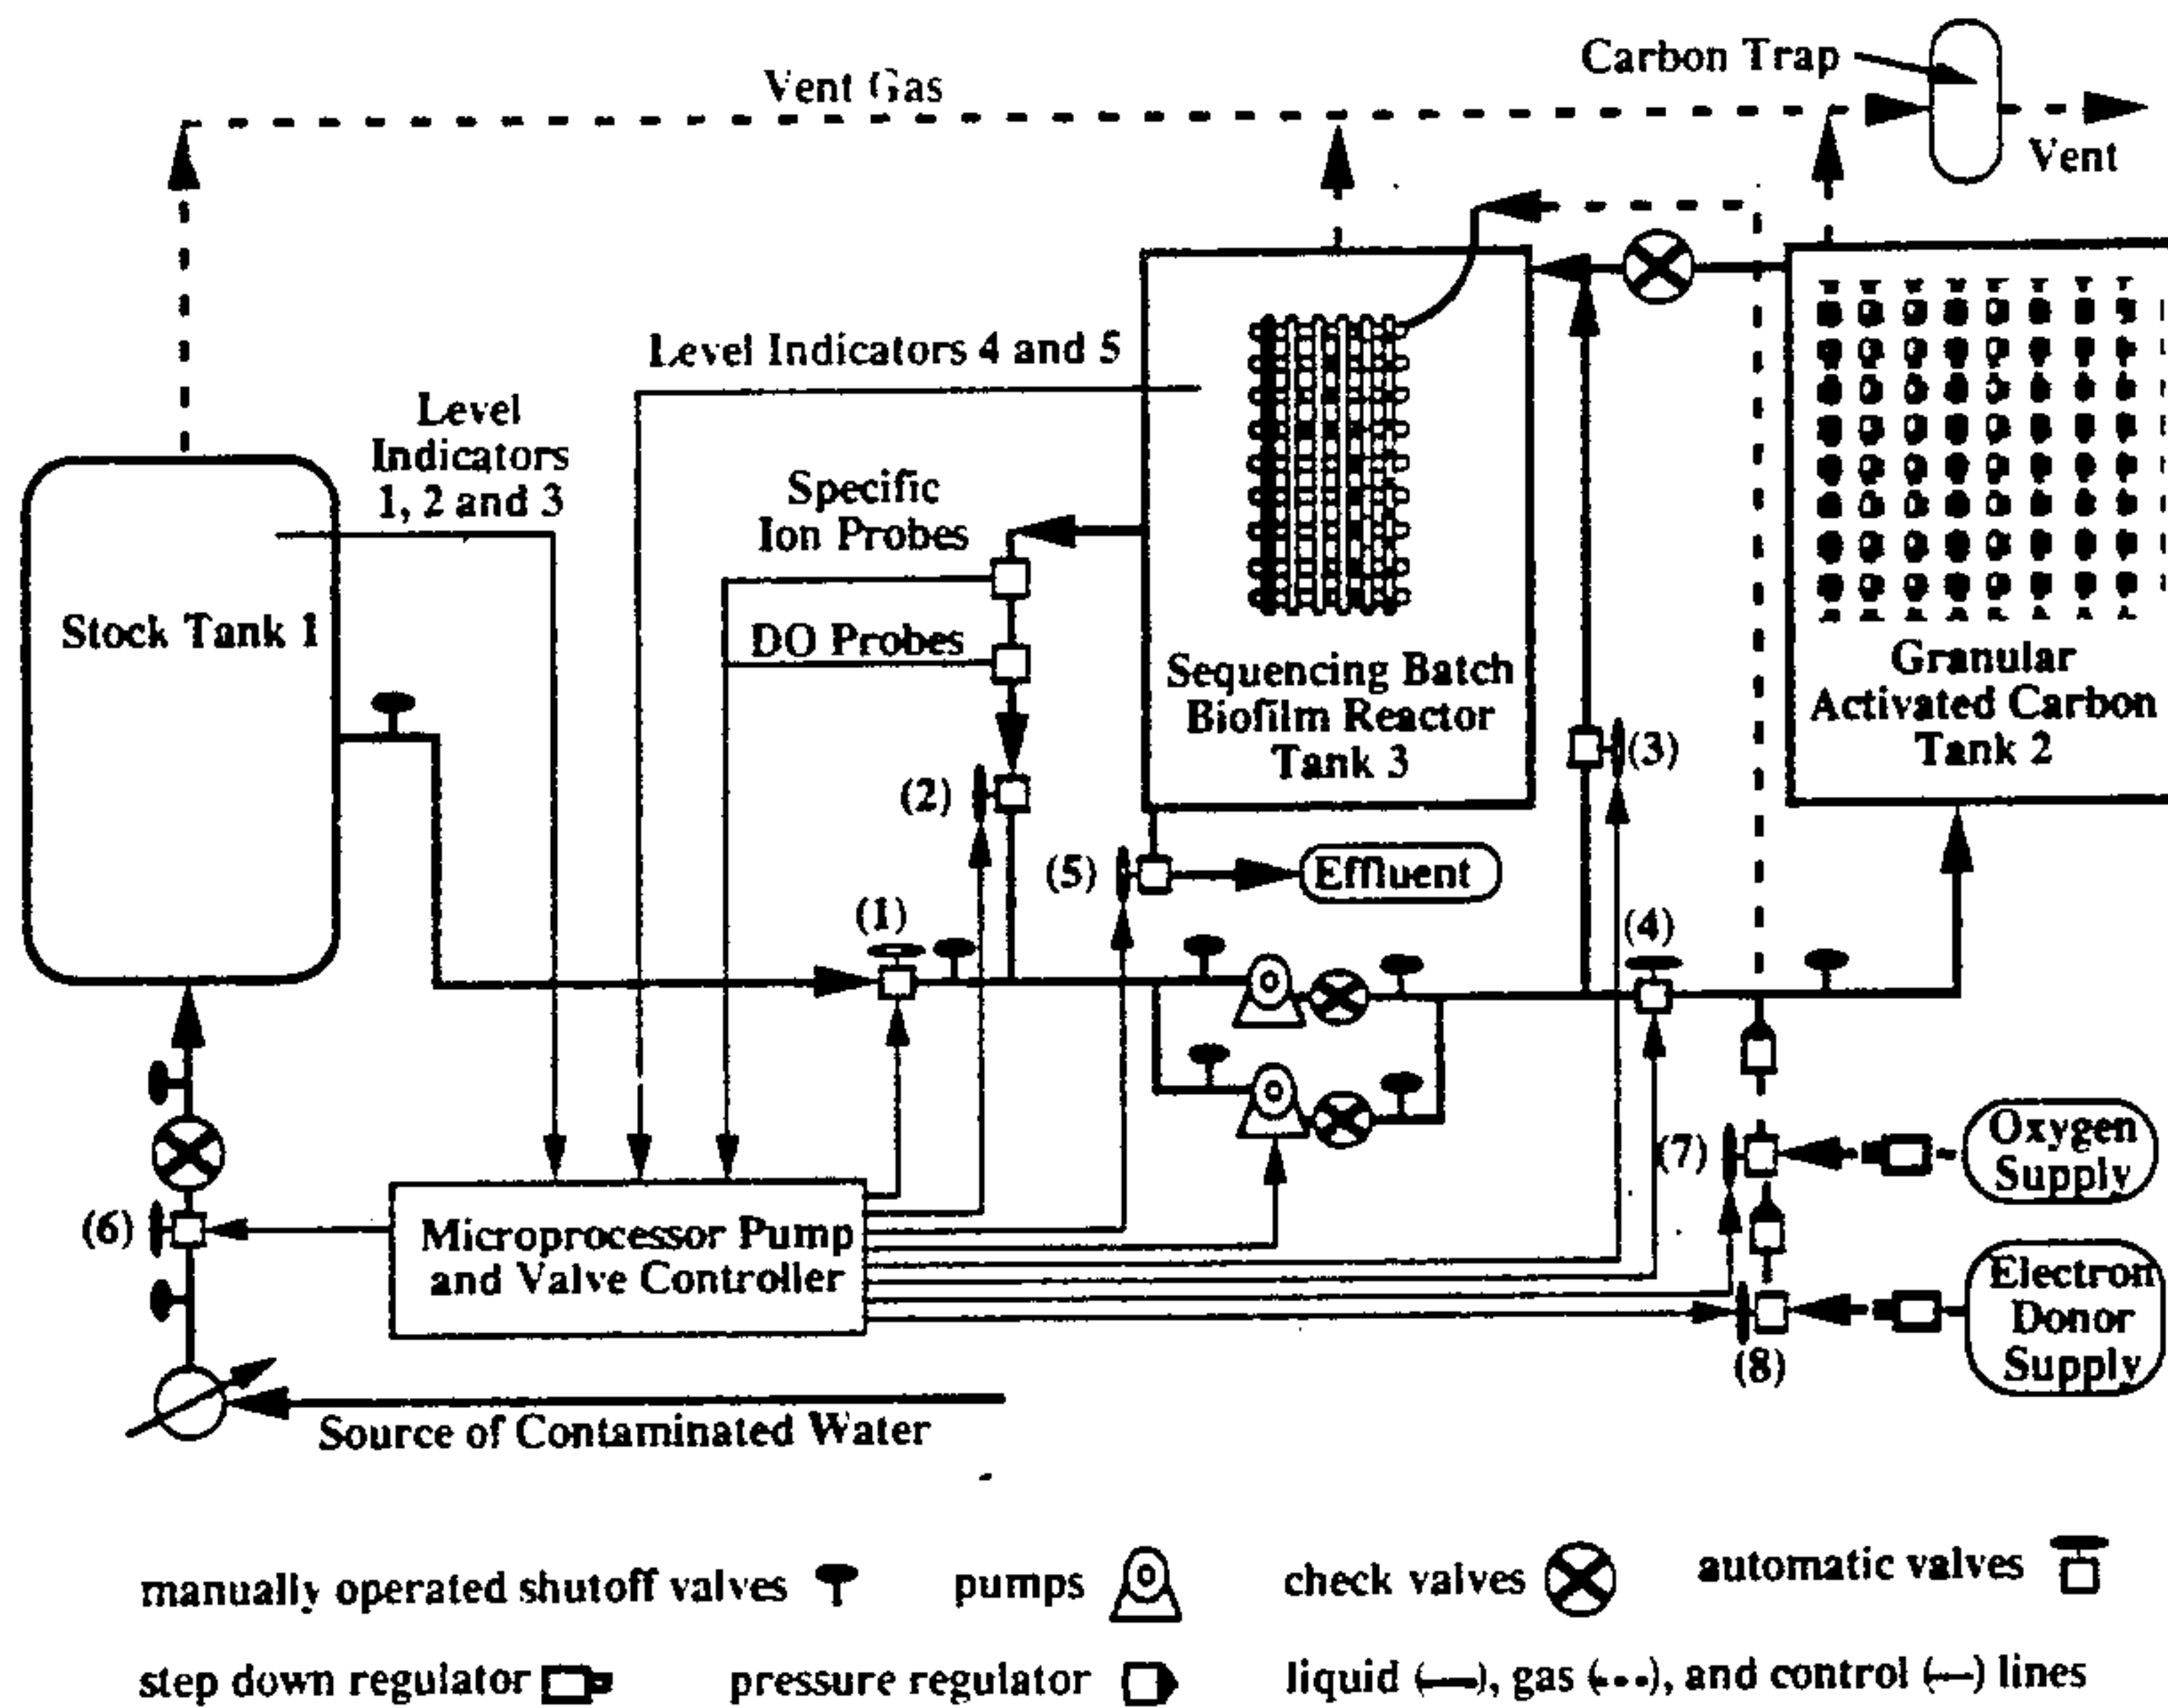 Carbon Trap
Vent Gas
Vent
Level Indicators 4 and 5
Level
Indicators
1, 2 and 3
Specific
Ion Probes
DO Probes
Stock Tank 1
Sequencing Batch
Biofilm Reactor
Tank 3
Granular
Activated Carbon
Tank 2
(3)
(2)
(5)
Effluent
(1)
(4)
(7)
Oxygen
Supply
(6)
Microprocessor Pump
and Valve Controller
Electron
Donor
Supply
(8)
Source of Contaminated Water
manually operated shutoff valves
pumps
check valves
automatic valves
step down regulator
pressure regulator
liquid (—), gas (---), and control (—) lines